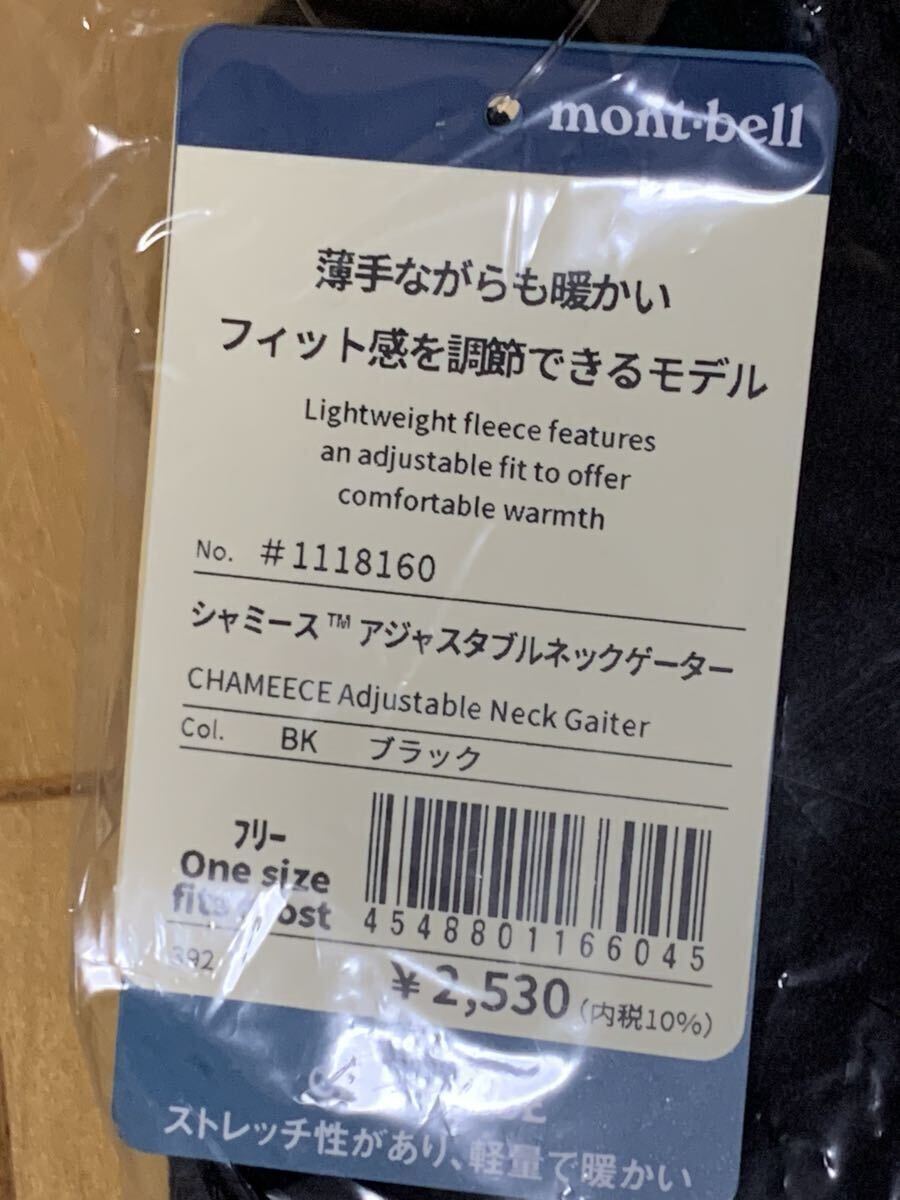 mont-bell
薄手ながらも暖かい
フィット感を調節できるモデル
Lightweight fleece features
an adjustable fit to offer
comfortable warmth
No. #1118160
シャミース™ アジャスタブルネックゲーター
CHAMEECE Adjustable Neck Gaiter
Col. BK ブラック
フリー
One size
fits most
4548801166045
392
¥2,530(内税10%)
ストレッチ性があり、軽量で暖かい